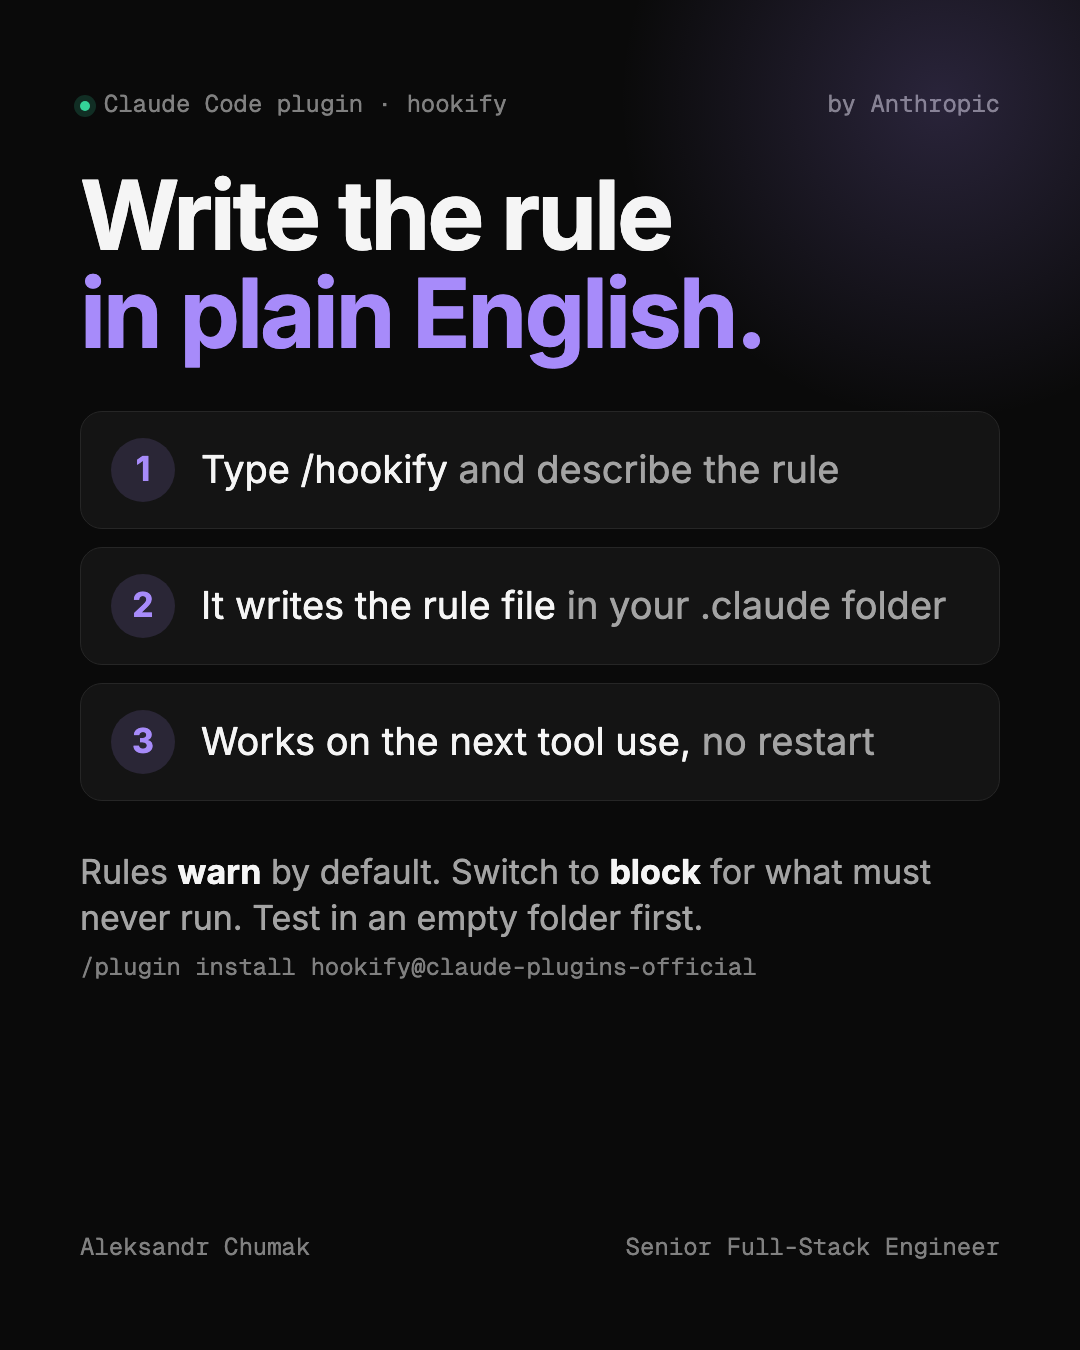 Claude Code plugin · hookify
by Anthropic
Write the rule
in plain English.
1
Type /hookify and describe the rule
2
It writes the rule file in your .claude folder
3
Works on the next tool use, no restart
Rules warn by default. Switch to block for what must
never run. Test in an empty folder first.
/plugin install hookify@claude-plugins-official
Aleksandr Chumak
Senior Full-Stack Engineer